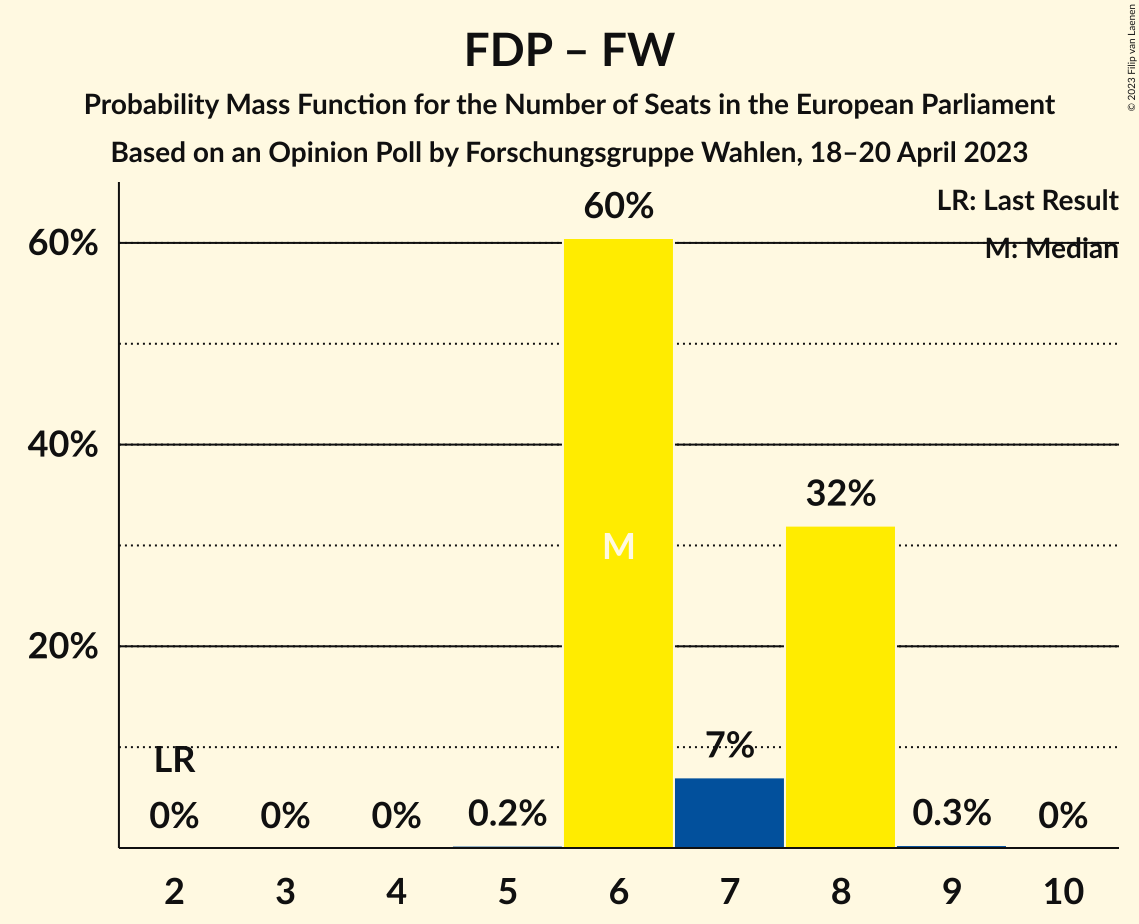 FDP – FW
Probability Mass Function for the Number of Seats in the European Parliament
Based on an Opinion Poll by Forschungsgruppe Wahlen, 18–20 April 2023
© 2023 Filip van Laenen
LR: Last Result
M: Median
60%
40%
20%
60%
32%
M
7%
LR
0%
0%
0%
0.2%
0.3%
0%
2 3 4 5 6 7 8 9 10